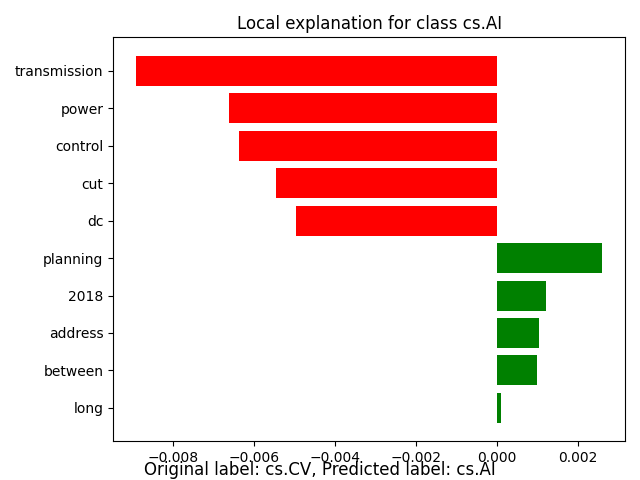 Local explanation for class cs.AI
transmission
power
control
cut
dc
planning
2018
address
between
long
−0.008 −0.006 −0.004 −0.002 0.000 0.002
Original label: cs.CV, Predicted label: cs.AI